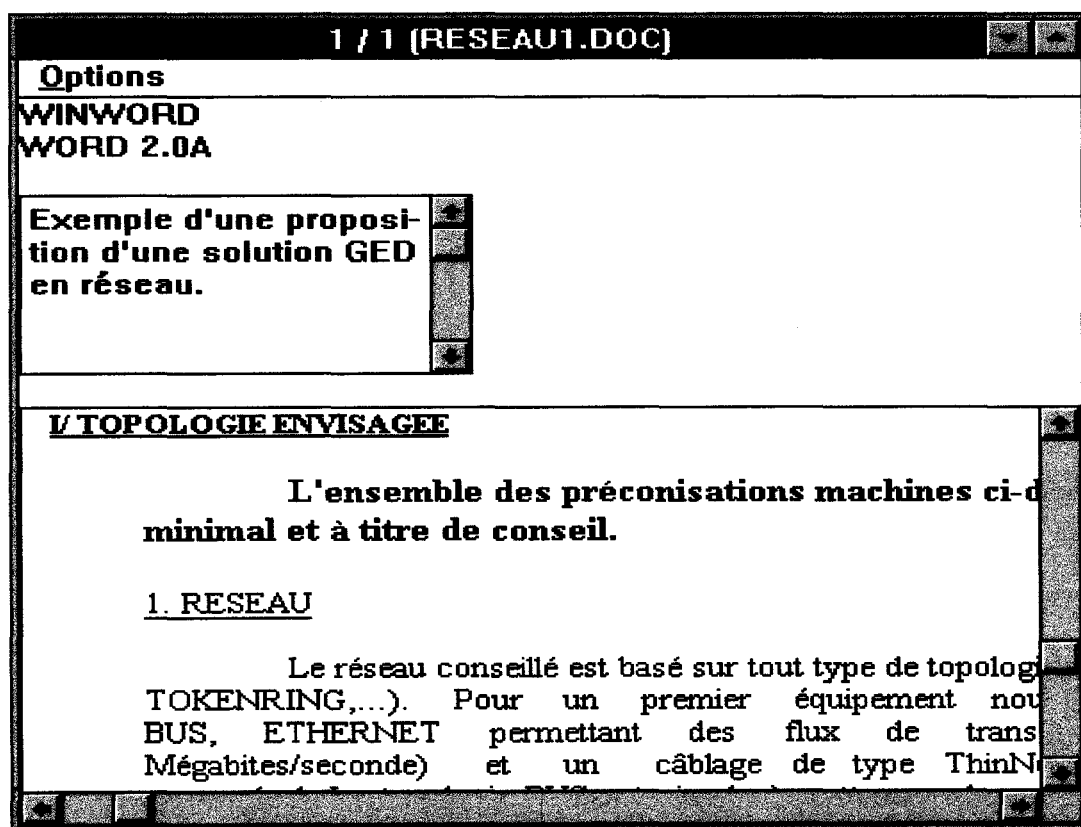 1 / 1 (RESEAU1.DOC)
Options
WINWORD
WORD 2.0A
Exemple d'une proposi-
tion d'une solution GED
en réseau.
I/ TOPOLOGIE ENVISAGEE
L'ensemble des préconisations machines ci-d
minimal et à titre de conseil.
1. RESEAU
Le réseau conseillé est basé sur tout type de topologi
TOKENRING,...). Pour un premier équipement nou
BUS, ETHERNET permettant des flux de trans
Mégabites/seconde) et un câblage de type ThinN